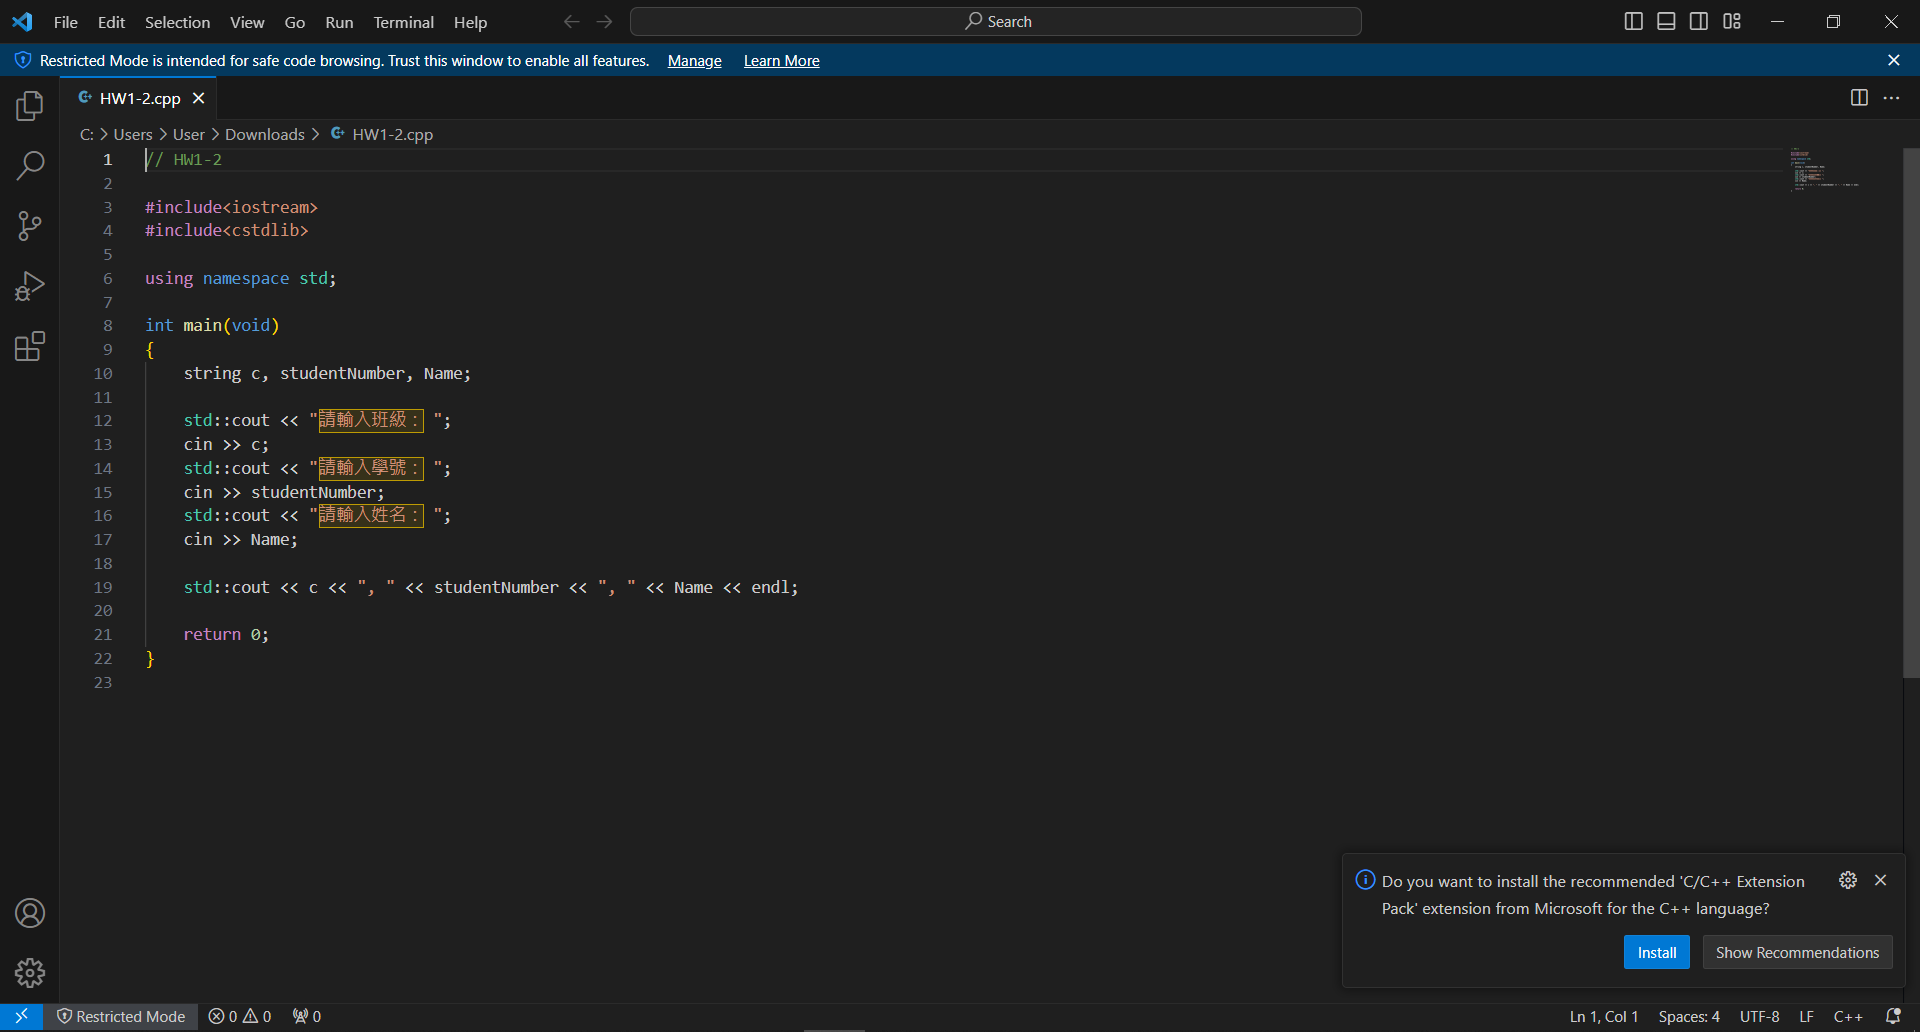 File Edit Selection View Go Run Terminal Help
Search
Restricted Mode is intended for safe code browsing. Trust this window to enable all features. Manage Learn More
HW1-2.cpp
C: > Users > User > Downloads > HW1-2.cpp
1 // HW1-2
2
3 #include<iostream>
4 #include<cstdlib>
5
6 using namespace std;
7
8 int main(void)
9 {
10 string c, studentNumber, Name;
11
12 std::cout << "請輸入班級： ";
13 cin >> c;
14 std::cout << "請輸入學號： ";
15 cin >> studentNumber;
16 std::cout << "請輸入姓名： ";
17 cin >> Name;
18
19 std::cout << c << ", " << studentNumber << ", " << Name << endl;
20
21 return 0;
22 }
23
Do you want to install the recommended 'C/C++ Extension
Pack' extension from Microsoft for the C++ language?
Install Show Recommendations
Restricted Mode 0 0 0 Ln 1, Col 1 Spaces: 4 UTF-8 LF C++